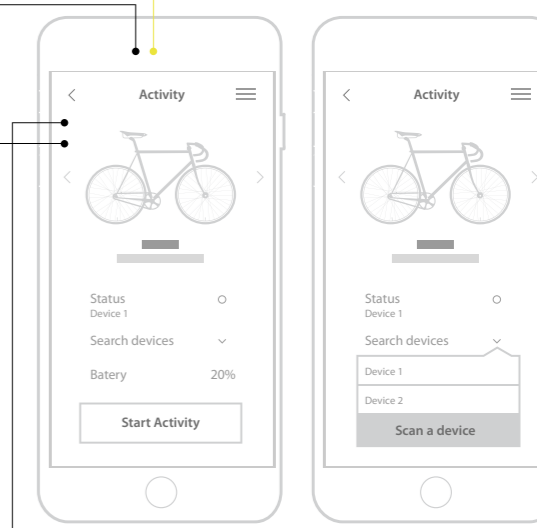 Activity
Status
Device 1
Search devices
Batery 20%
Start Activity
Activity
Status
Device 1
Search devices
Device 1
Device 2
Scan a device